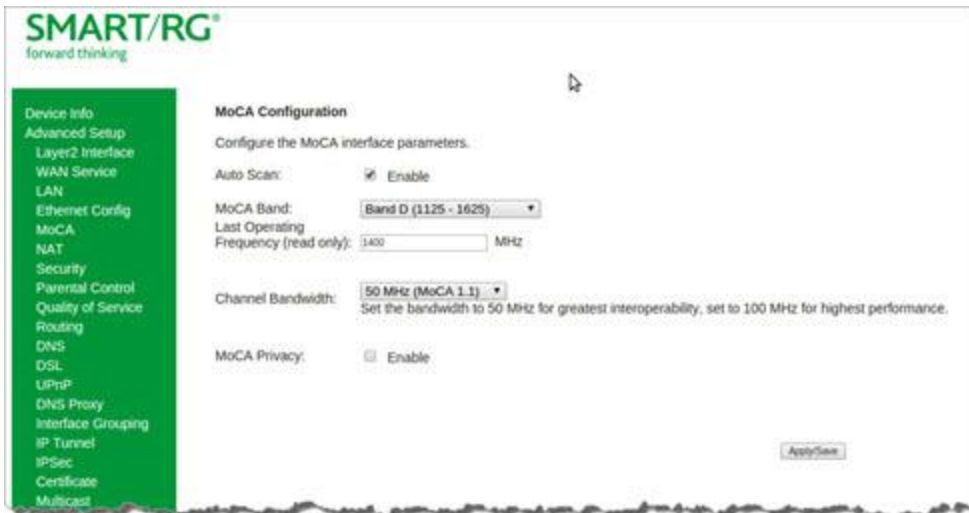 SMART/RG®
forward thinking
Device Info
Advanced Setup
Layer2 Interface
WAN Service
LAN
Ethernet Config
MoCA
NAT
Security
Parental Control
Quality of Service
Routing
DNS
DSL
UPnP
DNS Proxy
Interface Grouping
IP Tunnel
IPSec
Certificate
Multicast
MoCA Configuration
Configure the MoCA interface parameters.
Auto Scan: Enable
MoCA Band: Band D (1125 - 1625)
Last Operating
Frequency (read only): 1400 MHz
Channel Bandwidth: 50 MHz (MoCA 1.1)
Set the bandwidth to 50 MHz for greatest interoperability, set to 100 MHz for highest performance.
MoCA Privacy: Enable
Apply/Save